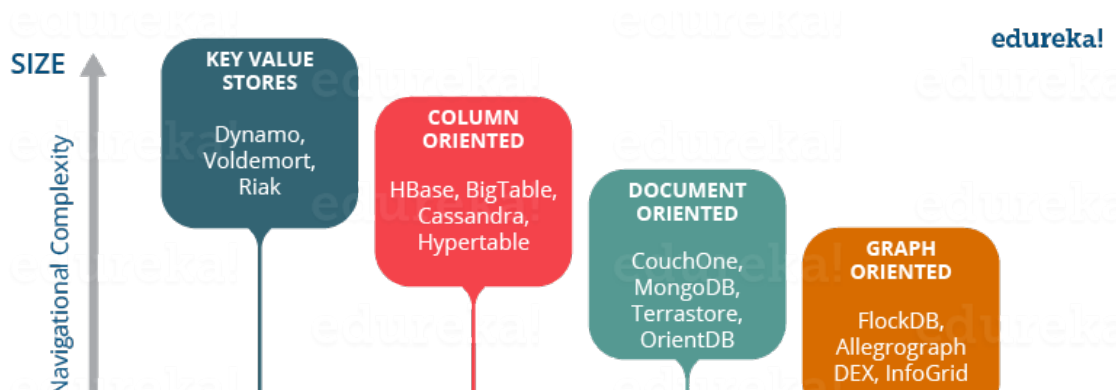 edureka!
SIZE
Navigational Complexity
KEY VALUE
STORES
Dynamo,
Voldemort,
Riak
COLUMN
ORIENTED
HBase, BigTable,
Cassandra,
Hypertable
DOCUMENT
ORIENTED
CouchOne,
MongoDB,
Terrastore,
OrientDB
GRAPH
ORIENTED
FlockDB,
Allegrograph
DEX, InfoGrid